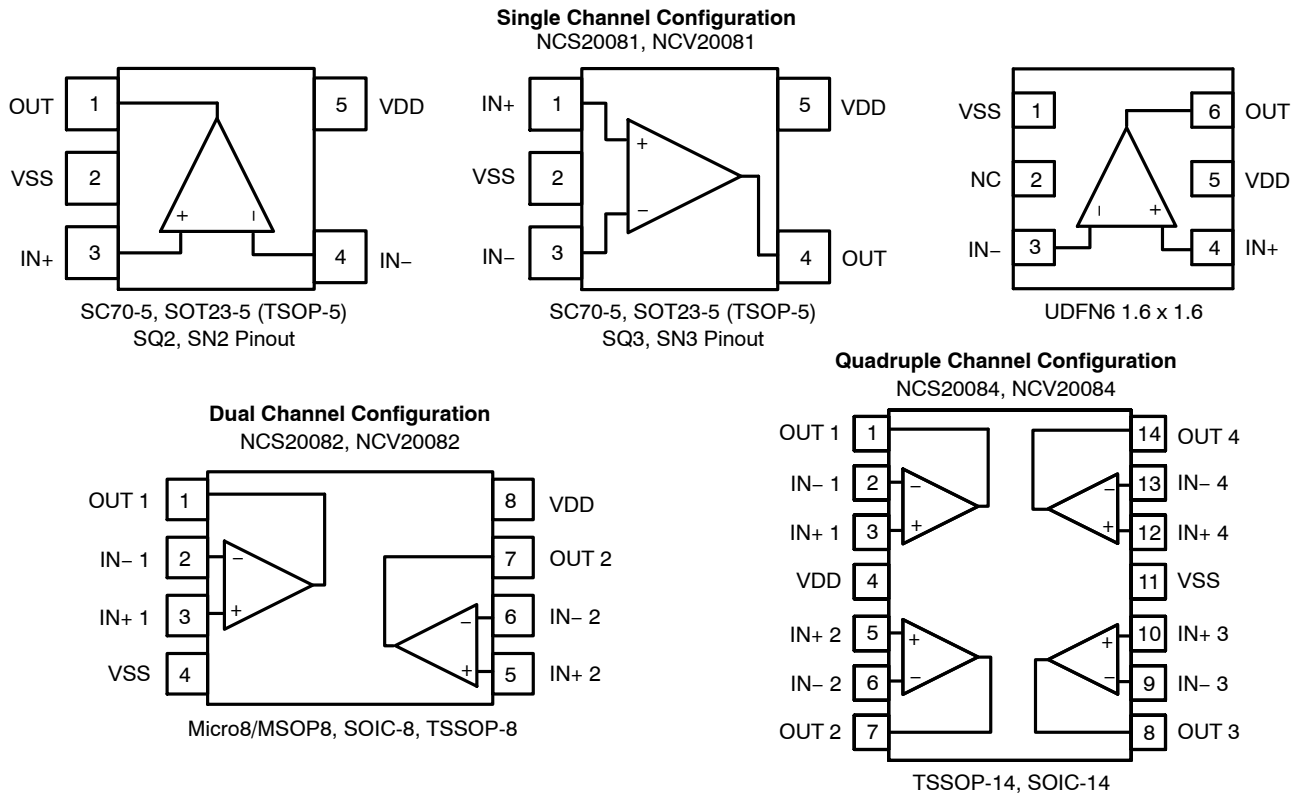 Single Channel Configuration
NCS20081, NCV20081
OUT 1 5 VDD
VSS 2
IN+ 3 4 IN−
+ −
SC70-5, SOT23-5 (TSOP-5)
SQ2, SN2 Pinout
IN+ 1 5 VDD
+
VSS 2
−
IN− 3 4 OUT
SC70-5, SOT23-5 (TSOP-5)
SQ3, SN3 Pinout
VSS 1 6 OUT
NC 2 5 VDD
− +
IN− 3 4 IN+
UDFN6 1.6 x 1.6
Dual Channel Configuration
NCS20082, NCV20082
OUT 1 1 8 VDD
IN− 1 2 − 7 OUT 2
IN+ 1 3 + − 6 IN− 2
VSS 4 + 5 IN+ 2
Micro8/MSOP8, SOIC-8, TSSOP-8
Quadruple Channel Configuration
NCS20084, NCV20084
OUT 1 1 14 OUT 4
IN− 1 2 − − 13 IN− 4
IN+ 1 3 + + 12 IN+ 4
VDD 4 11 VSS
IN+ 2 5 + + 10 IN+ 3
IN− 2 6 − − 9 IN− 3
OUT 2 7 8 OUT 3
TSSOP-14, SOIC-14